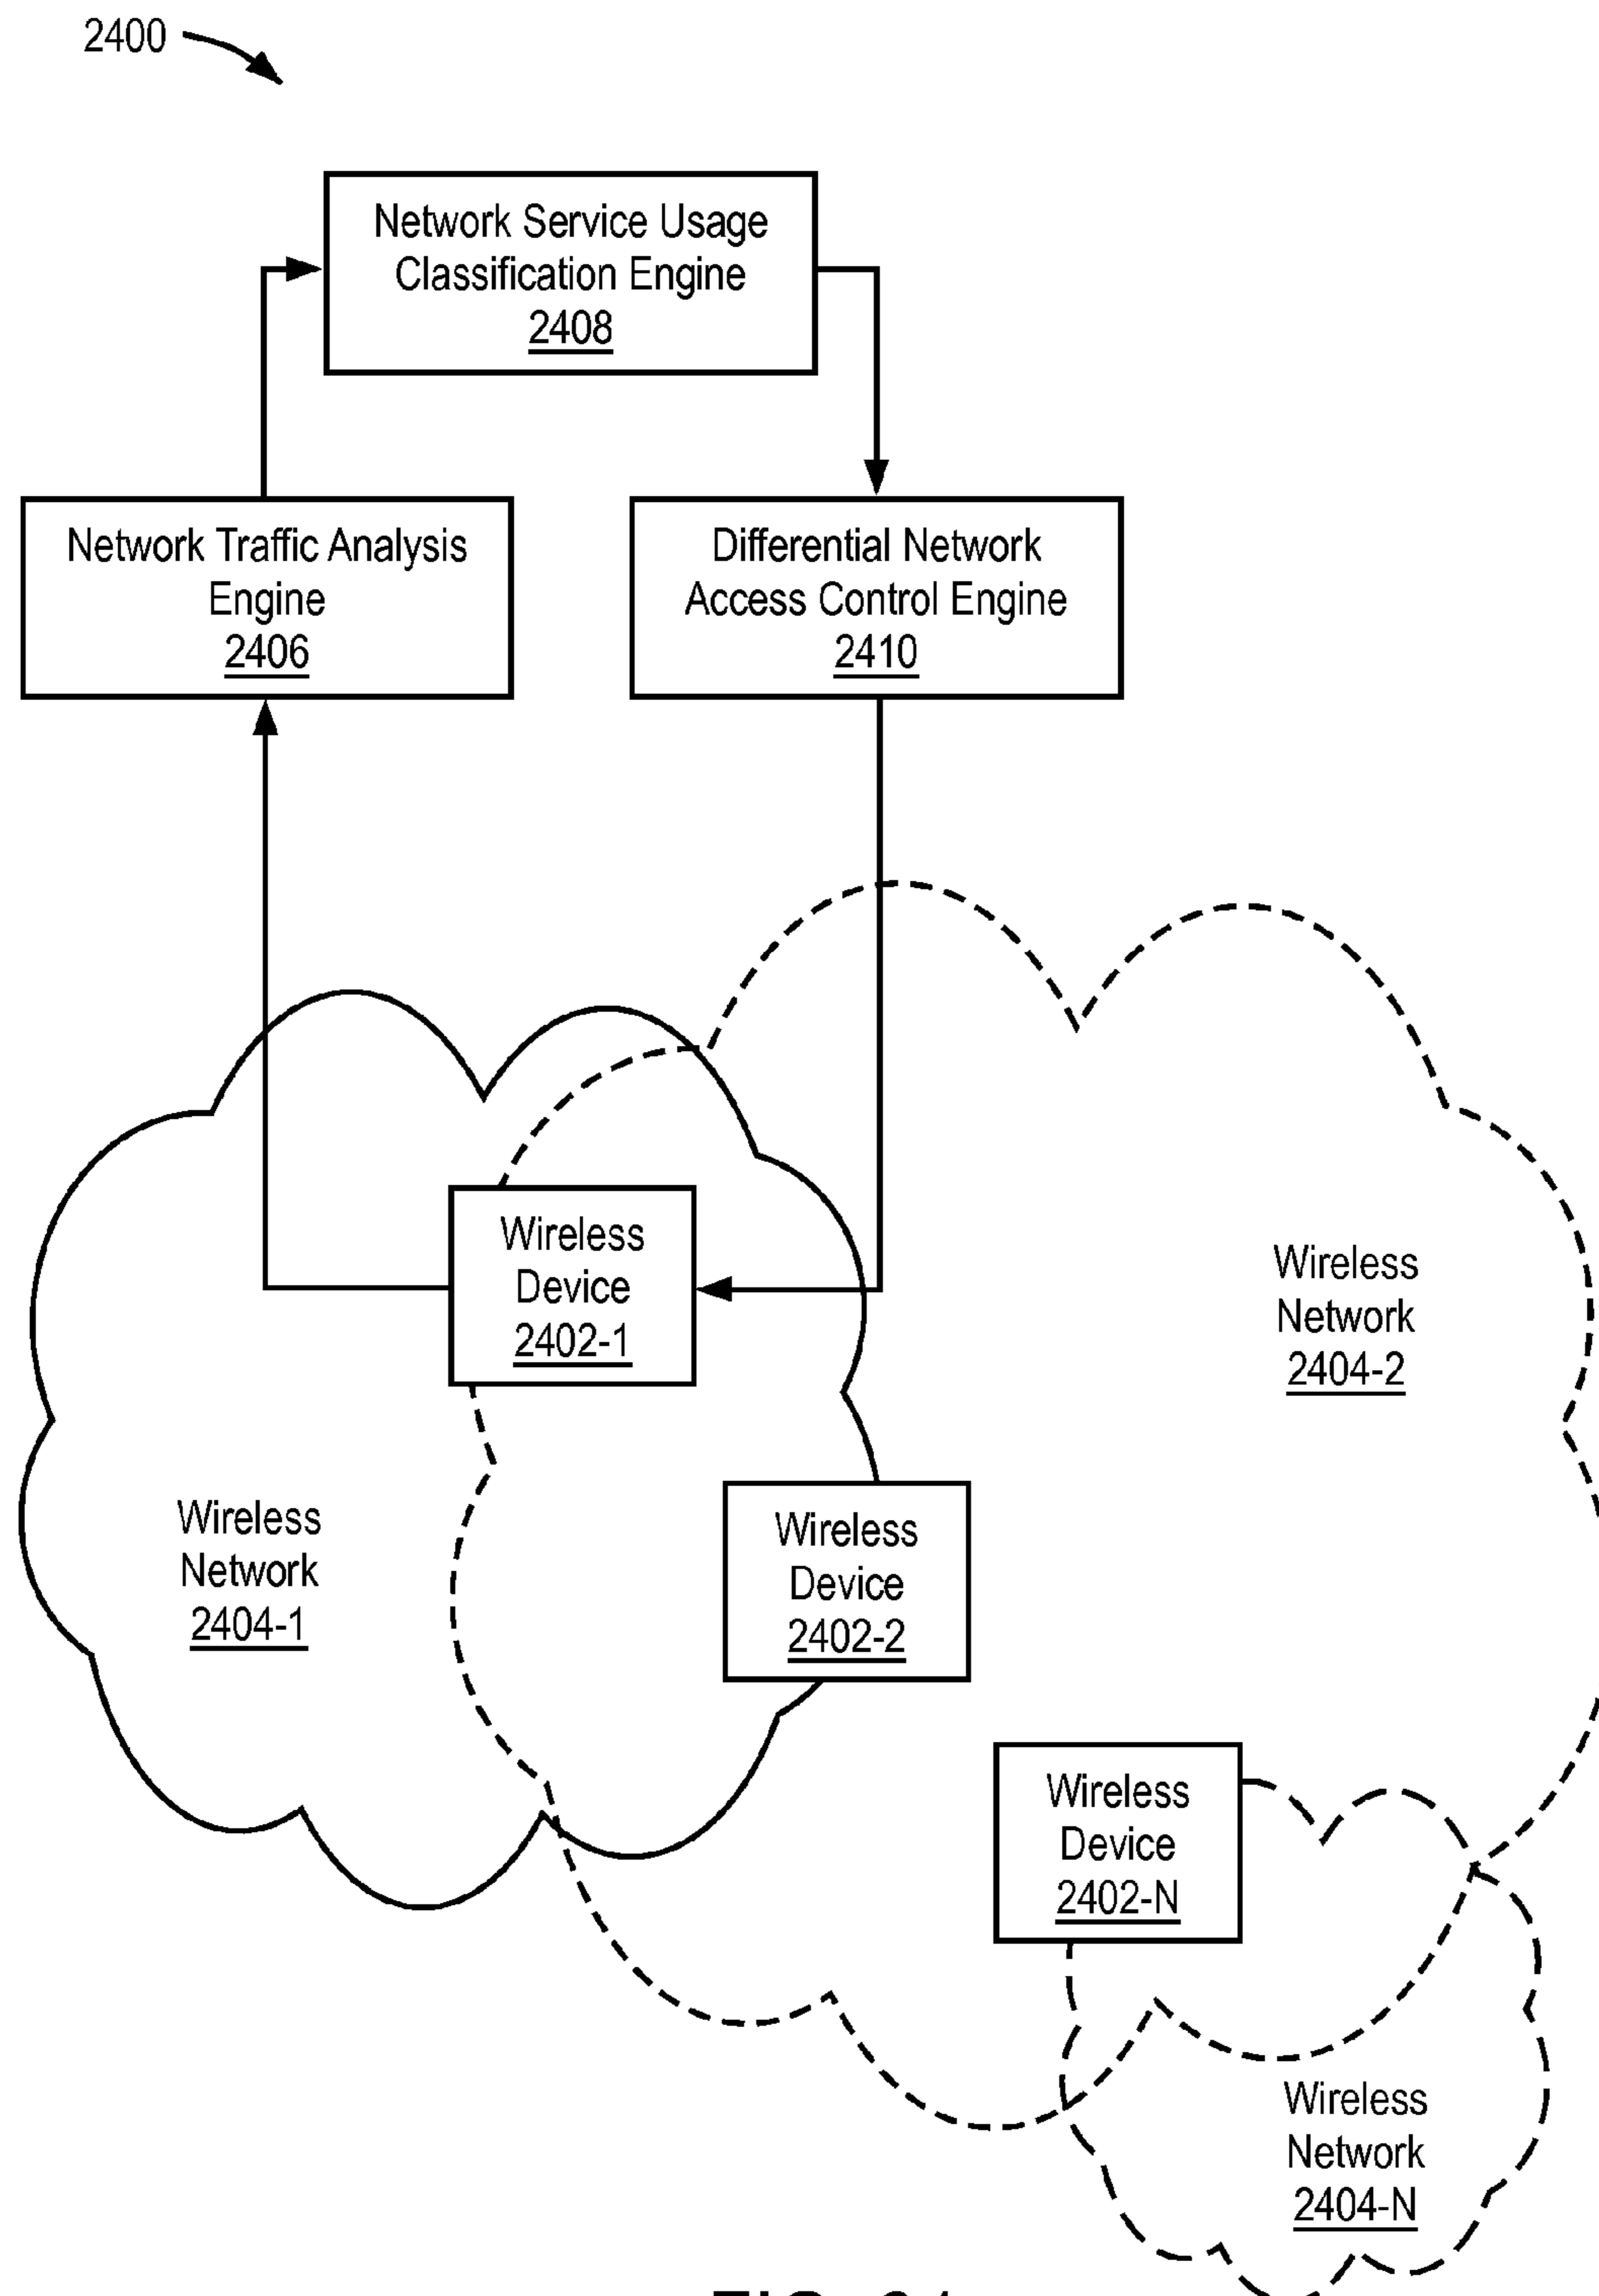 2400
Network Service Usage
Classification Engine
2408
Network Traffic Analysis
Engine
2406
Differential Network
Access Control Engine
2410
Wireless
Device
2402-1
Wireless
Network
2404-2
Wireless
Network
2404-1
Wireless
Device
2402-2
Wireless
Device
2402-N
Wireless
Network
2404-N